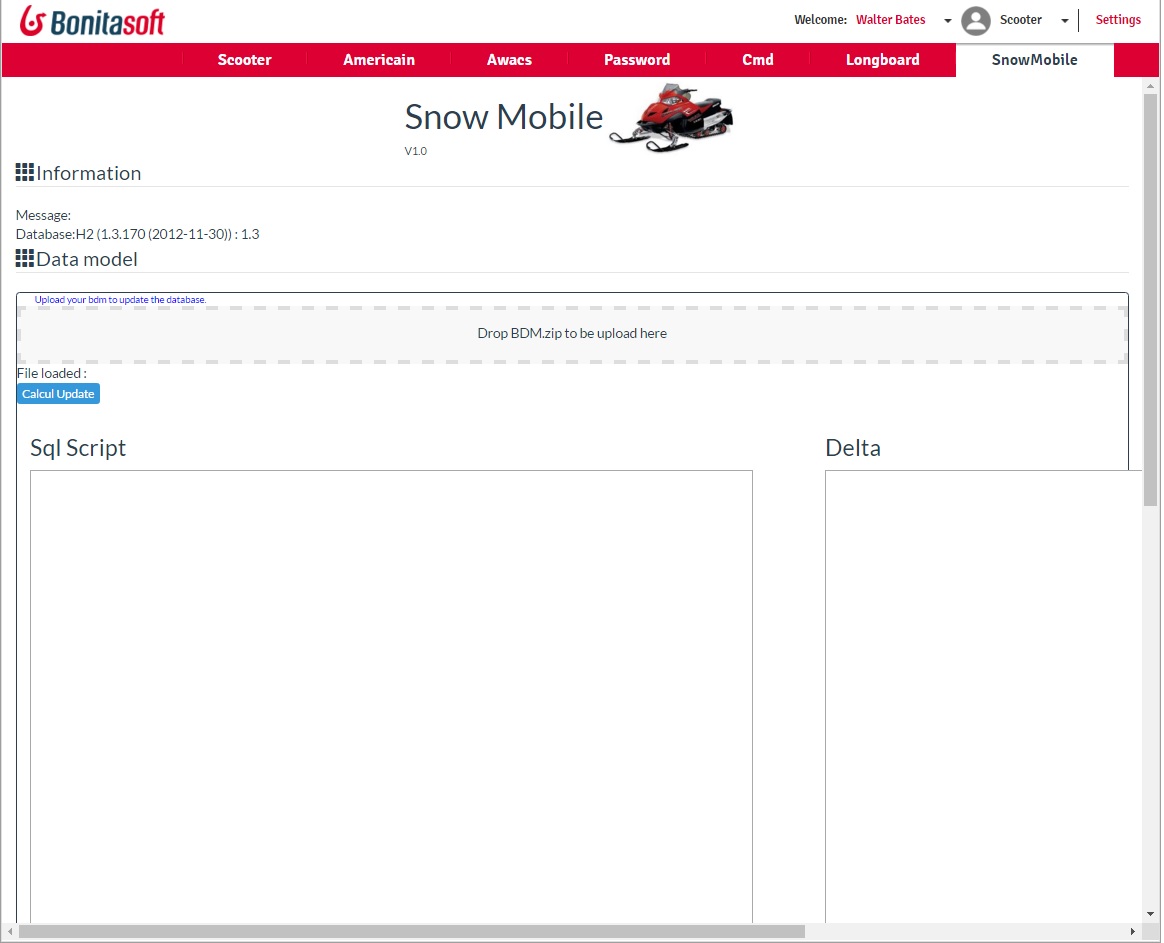 Bonitasoft
Welcome: Walter Bates Scooter Settings
Scooter Americain Awacs Password Cmd Longboard SnowMobile
Snow Mobile
V1.0
Information
Message:
Database:H2 (1.3.170 (2012-11-30)) : 1.3
Data model
Upload your bdm to update the database.
Drop BDM.zip to be upload here
File loaded :
Calcul Update
Sql Script Delta